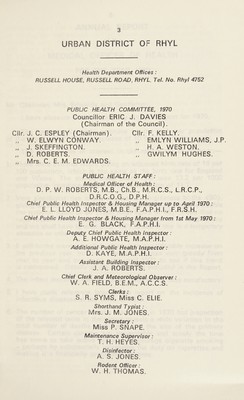 3
URBAN DISTRICT OF RHYL
Health Department Offices :
RUSSELL HOUSE, RUSSELL ROAD, RHYL. Tel. No. Rhyl 4752
PUBLIC HEALTH COMMITTEE, 1970
Councillor ERIC J. DAVIES
(Chairman of the Council).
Cllr. J. C. ESPLEY (Chairman). Cllr. F. KELLY.
„ W. ELWYN CONWAY. „ EMLYN WILLIAMS, J.P.
„ J. SKEFFINGTON. „ H. A. WESTON.
„ D. ROBERTS. „ GWILYM HUGHES.
„ Mrs. C. E. M. EDWARDS.
PUBLIC HEALTH STAFF :
Medical Officer of Health :
D. P. W. ROBERTS, M.B., Ch.B., M.R.C.S., L.R.C.P.,
D.R.C.O.G., D.P.H.
Chief Public Health Inspector & Housing Manager up to April 1970 :
E. L. LLOYD JONES, M.B.E., F.A.P.H.I., F.R.S.H.
Chief Public Health Inspector & Housing Manager from 1st May 1970 :
E. G. BLACK, F.A.P.H.I.
Deputy Chief Public Health Inspector :
A. E. HOWGATE, M.A.P.H.I.
Additional Public Health Inspector :
D. KAYE, M.A.P.H.I.
Assistant Building Inspector :
J. A. ROBERTS.
Chief Clerk and Meteorological Observer :
W. A. FIELD, B.E.M., A.C.C.S.
Clerks :
S. R. SYMS, Miss C. ELIE.
Shorthand Typist :
Mrs. J. M. JONES.
Secretary :
Miss P. SNAPE.
Maintenance Supervisor :
T. H. HEYES.
Disinfector :
A. S. JONES.
Rodent Officer :
W. H. THOMAS.